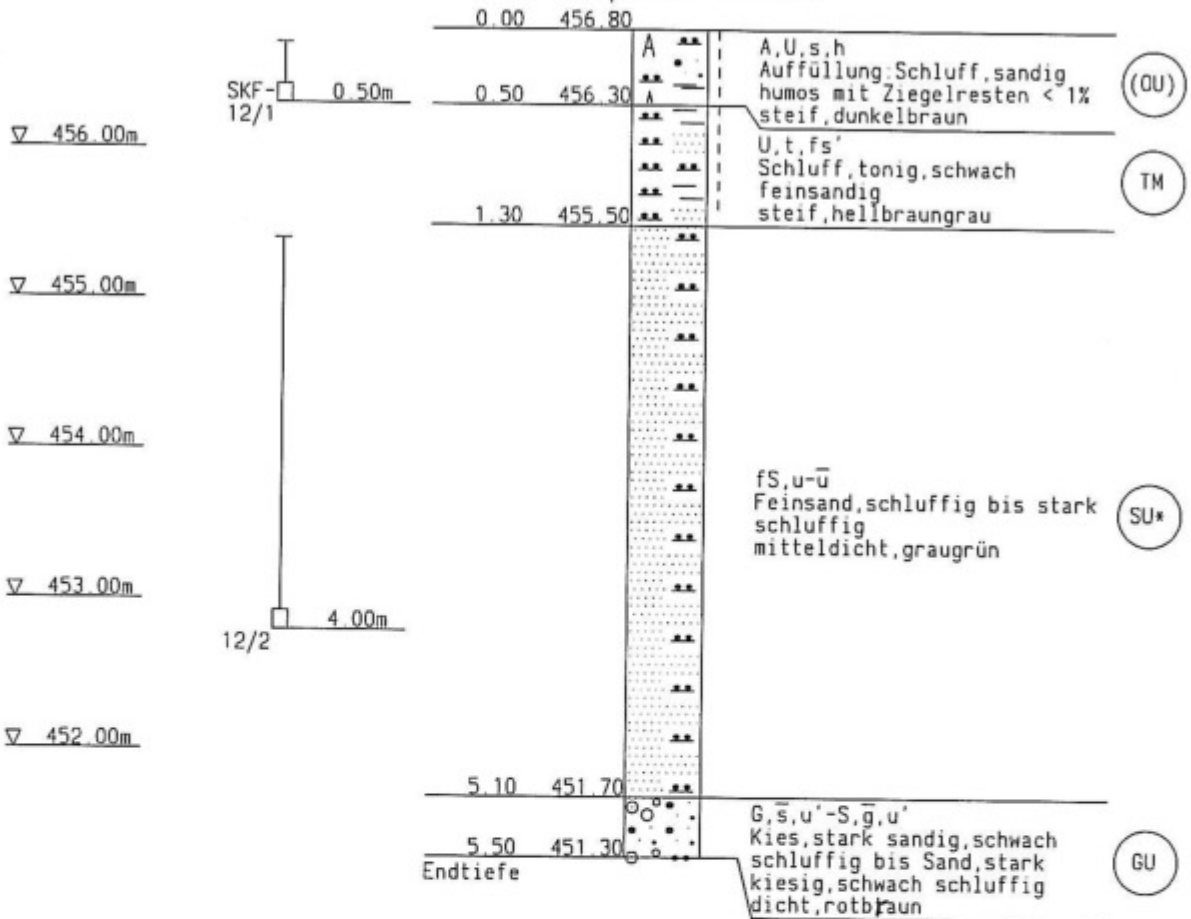 0.00 456.80
A
A,U,s,h
Auffüllung:Schluff,sandig
humos mit Ziegelresten < 1%
steif,dunkelbraun
(OU)
SKF-
12/1
0.50m
0.50 456.30
A
▽ 456.00m
U,t,fs'
Schluff,tonig,schwach
feinsandig
steif,hellbraungrau
TM
1.30 455.50
▽ 455.00m
▽ 454.00m
fS,u-ū
Feinsand,schluffig bis stark
schluffig
mitteldicht,graugrün
SU*
▽ 453.00m
4.00m
12/2
▽ 452.00m
5.10 451.70
G,s̄,u'-S,ḡ,u'
Kies,stark sandig,schwach
schluffig bis Sand,stark
kiesig,schwach schluffig
dicht,rotbraun
GU
5.50 451.30
Endtiefe